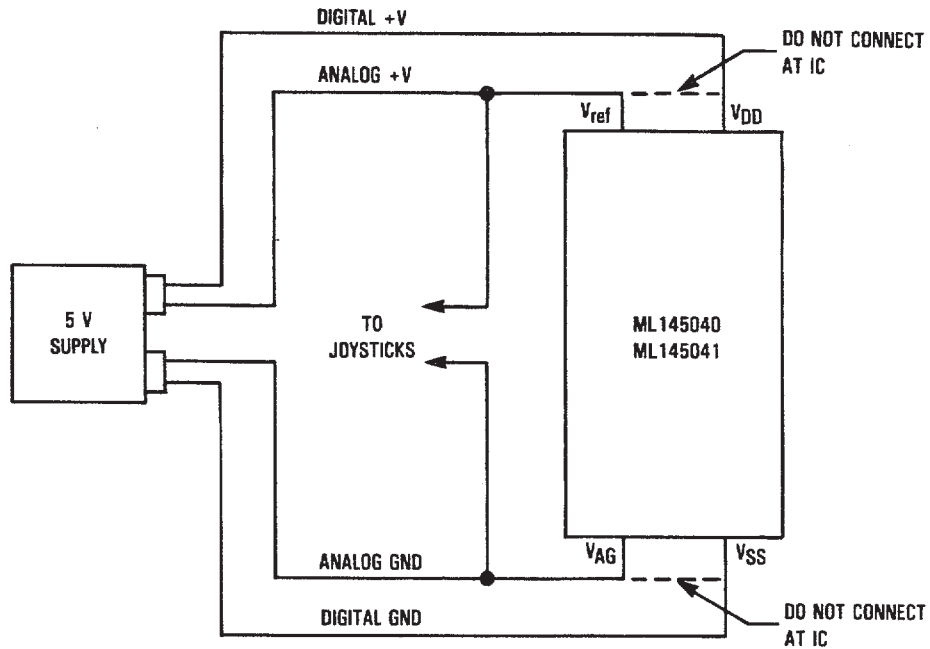 DIGITAL +V
DO NOT CONNECT
AT IC
ANALOG +V
Vref
VDD
5 V
SUPPLY
TO
JOYSTICKS
ML145040
ML145041
VAG
VSS
ANALOG GND
DIGITAL GND
DO NOT CONNECT
AT IC